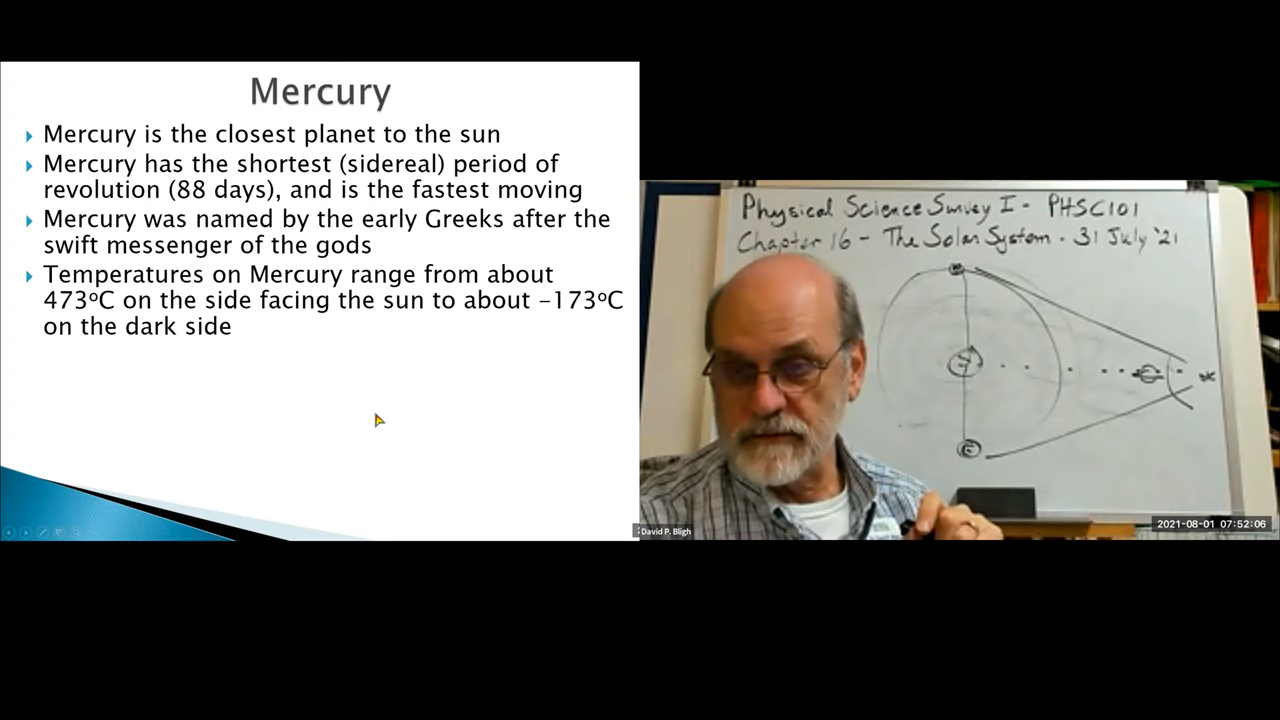 Mercury
Mercury is the closest planet to the sun
Mercury has the shortest (sidereal) period of
revolution (88 days), and is the fastest moving
Mercury was named by the early Greeks after the
swift messenger of the gods
Temperatures on Mercury range from about
473°C on the side facing the sun to about –173°C
on the dark side
Physical Science Survey I - PHSC101
Chapter 16 - The Solar System - 31 July '21
E
David P. Bligh
2021-08-01 07:52:06